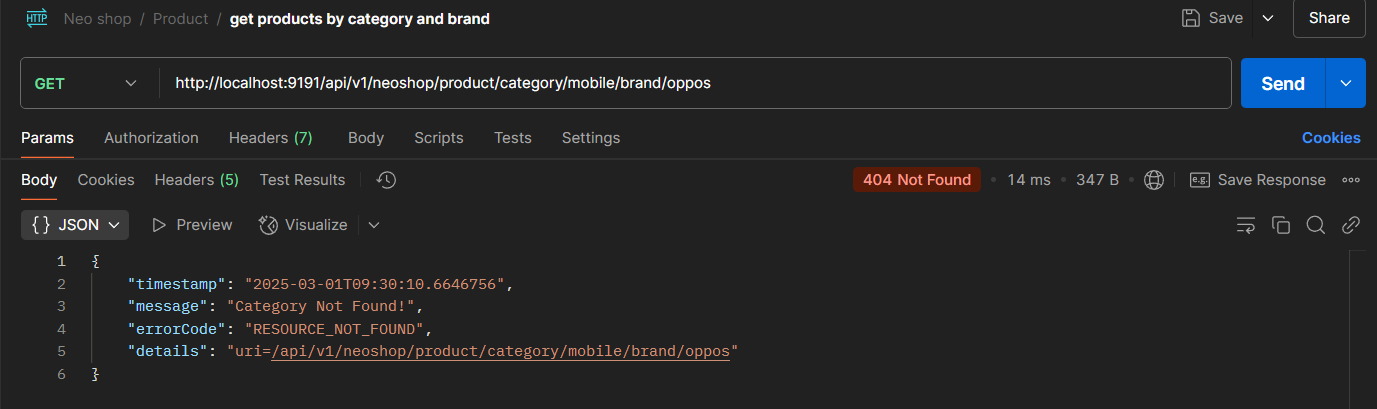 HTTP Neo shop / Product / get products by category and brand Save Share
GET http://localhost:9191/api/v1/neoshop/product/category/mobile/brand/oppos Send
Params Authorization Headers (7) Body Scripts Tests Settings Cookies
Body Cookies Headers (5) Test Results 404 Not Found • 14 ms • 347 B • e.g. Save Response
{} JSON Preview Visualize
1 {
2 "timestamp": "2025-03-01T09:30:10.6646756",
3 "message": "Category Not Found!",
4 "errorCode": "RESOURCE_NOT_FOUND",
5 "details": "uri=/api/v1/neoshop/product/category/mobile/brand/oppos"
6 }